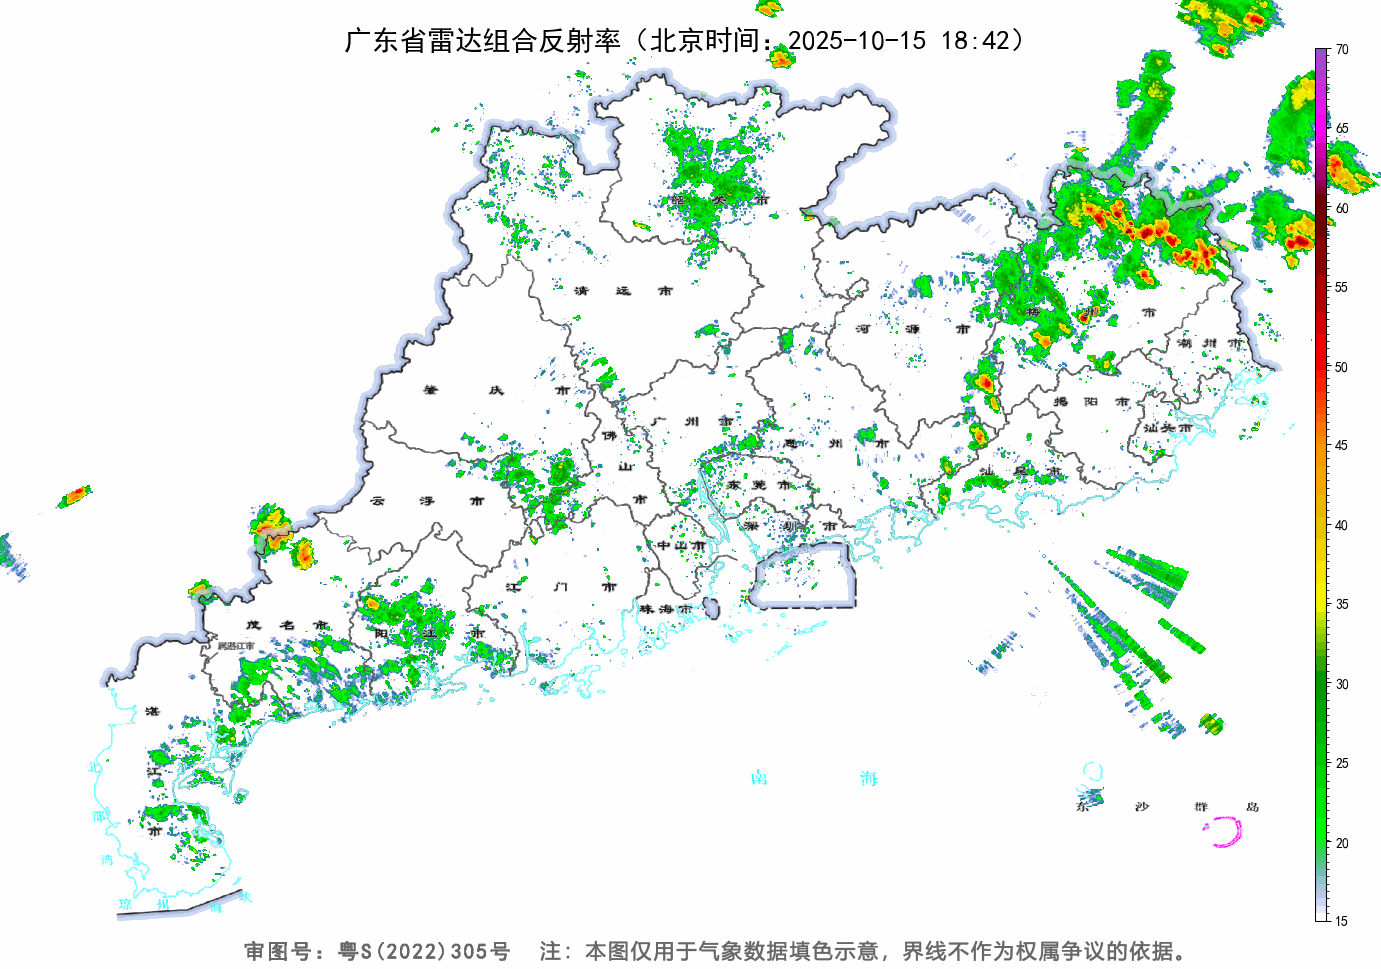 广东省雷达组合反射率（北京时间：2025-10-15 18:42）
70
65
60
55
50
45
40
35
30
25
20
15
韶 关 市
清 远 市
河 源 市
梅 州 市
潮 州 市
肇 庆 市
揭 阳 市
广 州 市
汕头市
佛 山 市
惠 州 市
汕 尾 市
东 莞 市
云 浮 市
深 圳 市
中山市
江 门 市
珠海市
茂 名 市
阳 江 市
属湛江市
湛 江 市
北 部 湾
南 海
东 沙 群 岛
琼 州 海 峡
审图号：粤S(2022)305号 注：本图仅用于气象数据填色示意，界线不作为权属争议的依据。